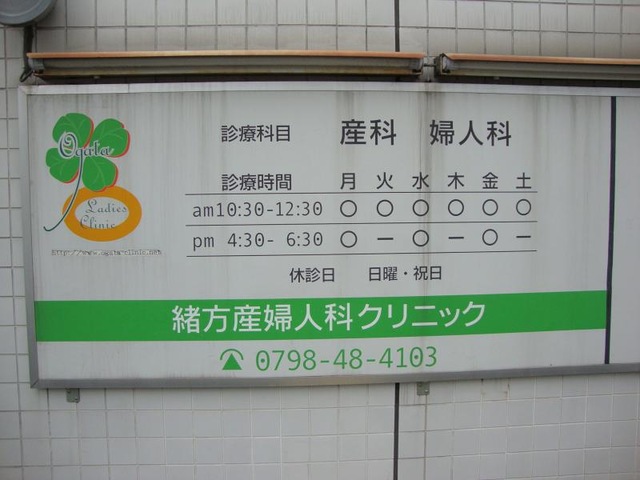 Ogata
Ladies
Clinic
診療科目 産科 婦人科
診療時間 月 火 水 木 金 土
am10:30-12:30 ○ ○ ○ ○ ○ ○
pm 4:30- 6:30 ○ ー ○ ー ○ ー
休診日 日曜・祝日
緒方産婦人科クリニック
0798-48-4103